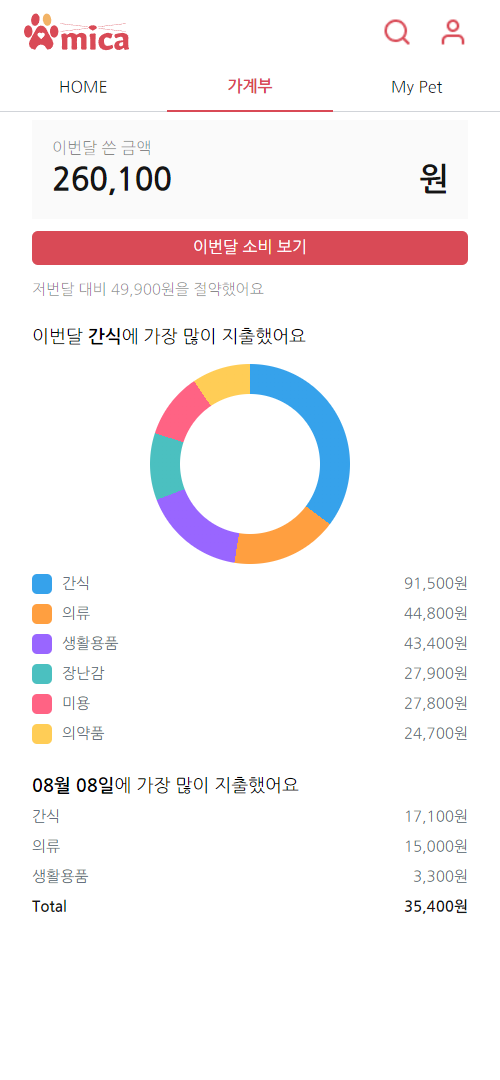 mica
HOME 가계부 My Pet
이번달 쓴 금액
260,100 원
이번달 소비 보기
저번달 대비 49,900원을 절약했어요
이번달 간식에 가장 많이 지출했어요
간식 91,500원
의류 44,800원
생활용품 43,400원
장난감 27,900원
미용 27,800원
의약품 24,700원
08월 08일에 가장 많이 지출했어요
간식 17,100원
의류 15,000원
생활용품 3,300원
Total 35,400원